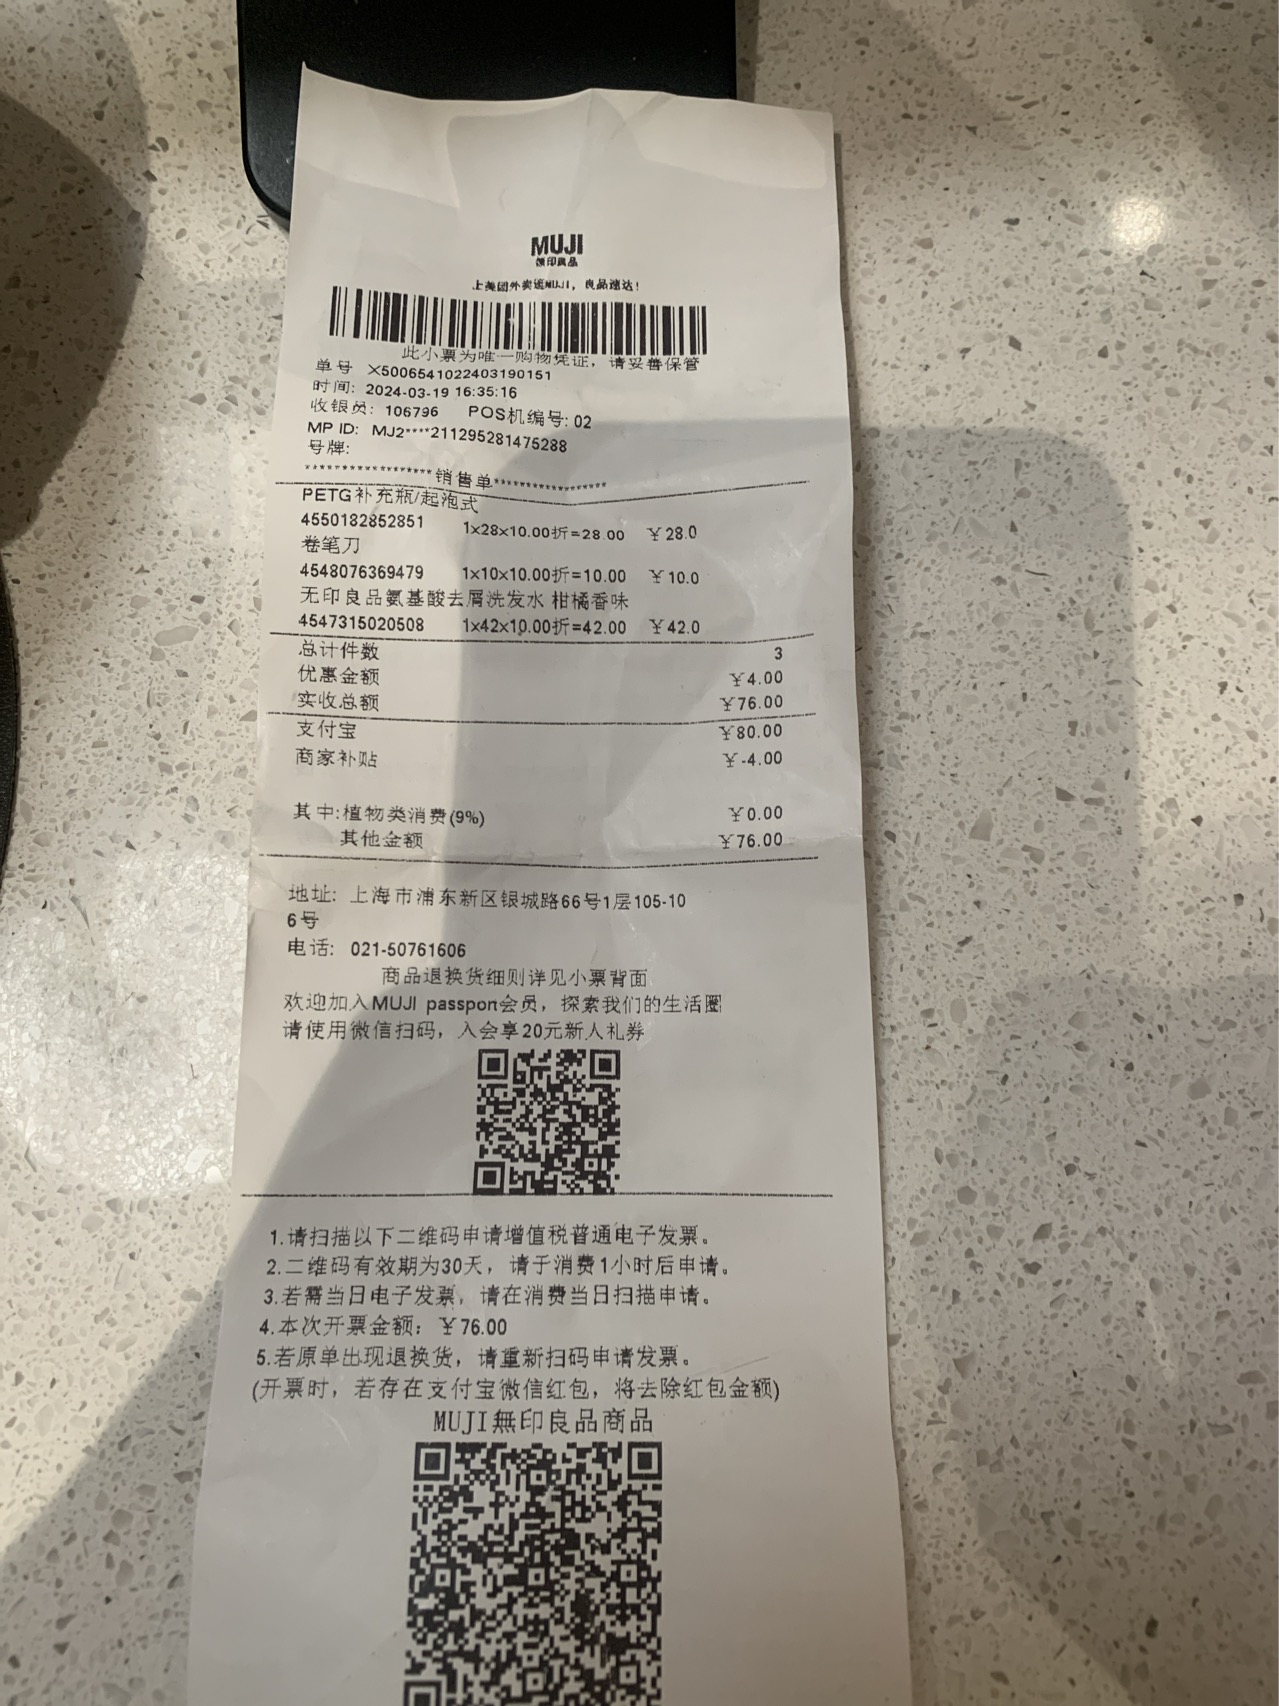 MUJI
無印良品
上美团外卖逛MUJI，良品速达！
此小票为唯一购物凭证，请妥善保管
单号 X5006541022403190151
时间: 2024-03-19 16:35:16
收银员: 106796 POS机编号: 02
MP ID: MJ2****211295281475288
号牌:
******************销售单******************
PETG补充瓶/起泡式
4550182852851 1x28x10.00折=28.00 ￥28.0
卷笔刀
4548076369479 1x10x10.00折=10.00 ￥10.0
无印良品氨基酸去屑洗发水 柑橘香味
4547315020508 1x42x10.00折=42.00 ￥42.0
总计件数 3
优惠金额 ￥4.00
实收总额 ￥76.00
支付宝 ￥80.00
商家补贴 ￥-4.00
其中:植物类消费(9%) ￥0.00
其他金额 ￥76.00
地址: 上海市浦东新区银城路66号1层105-10
6号
电话: 021-50761606
商品退换货细则详见小票背面
欢迎加入MUJI passport会员，探索我们的生活圈
请使用微信扫码，入会享20元新人礼券
1.请扫描以下二维码申请增值税普通电子发票。
2.二维码有效期为30天，请于消费1小时后申请。
3.若需当日电子发票，请在消费当日扫描申请。
4.本次开票金额: ￥76.00
5.若原单出现退换货，请重新扫码申请发票。
(开票时，若存在支付宝微信红包，将去除红包金额)
MUJI無印良品商品